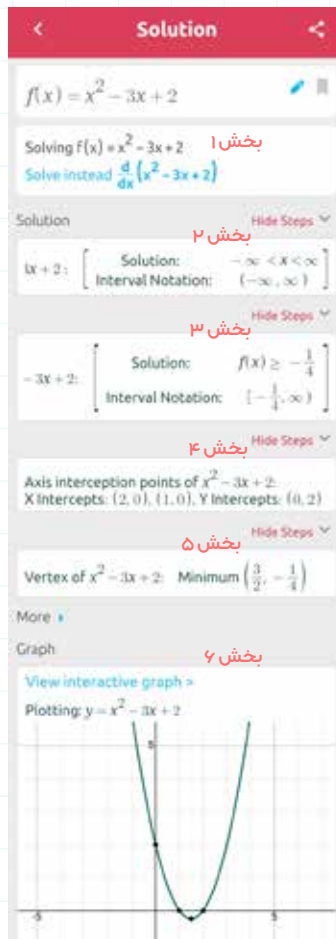 Solution
f(x) = x² - 3x + 2
Solving f(x) = x² - 3x + 2 بخش ۱
Solve instead d/dx (x² - 3x + 2)
Solution Hide Steps
بخش ۲
x + 2 : [ Solution: -∞ < x < ∞
Interval Notation: (-∞, ∞) ]
Hide Steps
بخش ۳
- 3x + 2: [ Solution: f(x) ≥ -1/4
Interval Notation: [-1/4, ∞) ]
بخش ۴ Hide Steps
Axis interception points of x² - 3x + 2:
X Intercepts: (2, 0), (1, 0), Y Intercepts: (0, 2)
Hide Steps
بخش ۵
Vertex of x² - 3x + 2: Minimum (3/2, -1/4)
More
Graph
بخش ۶
View interactive graph >
Plotting: y = x² - 3x + 2
5
-5 5